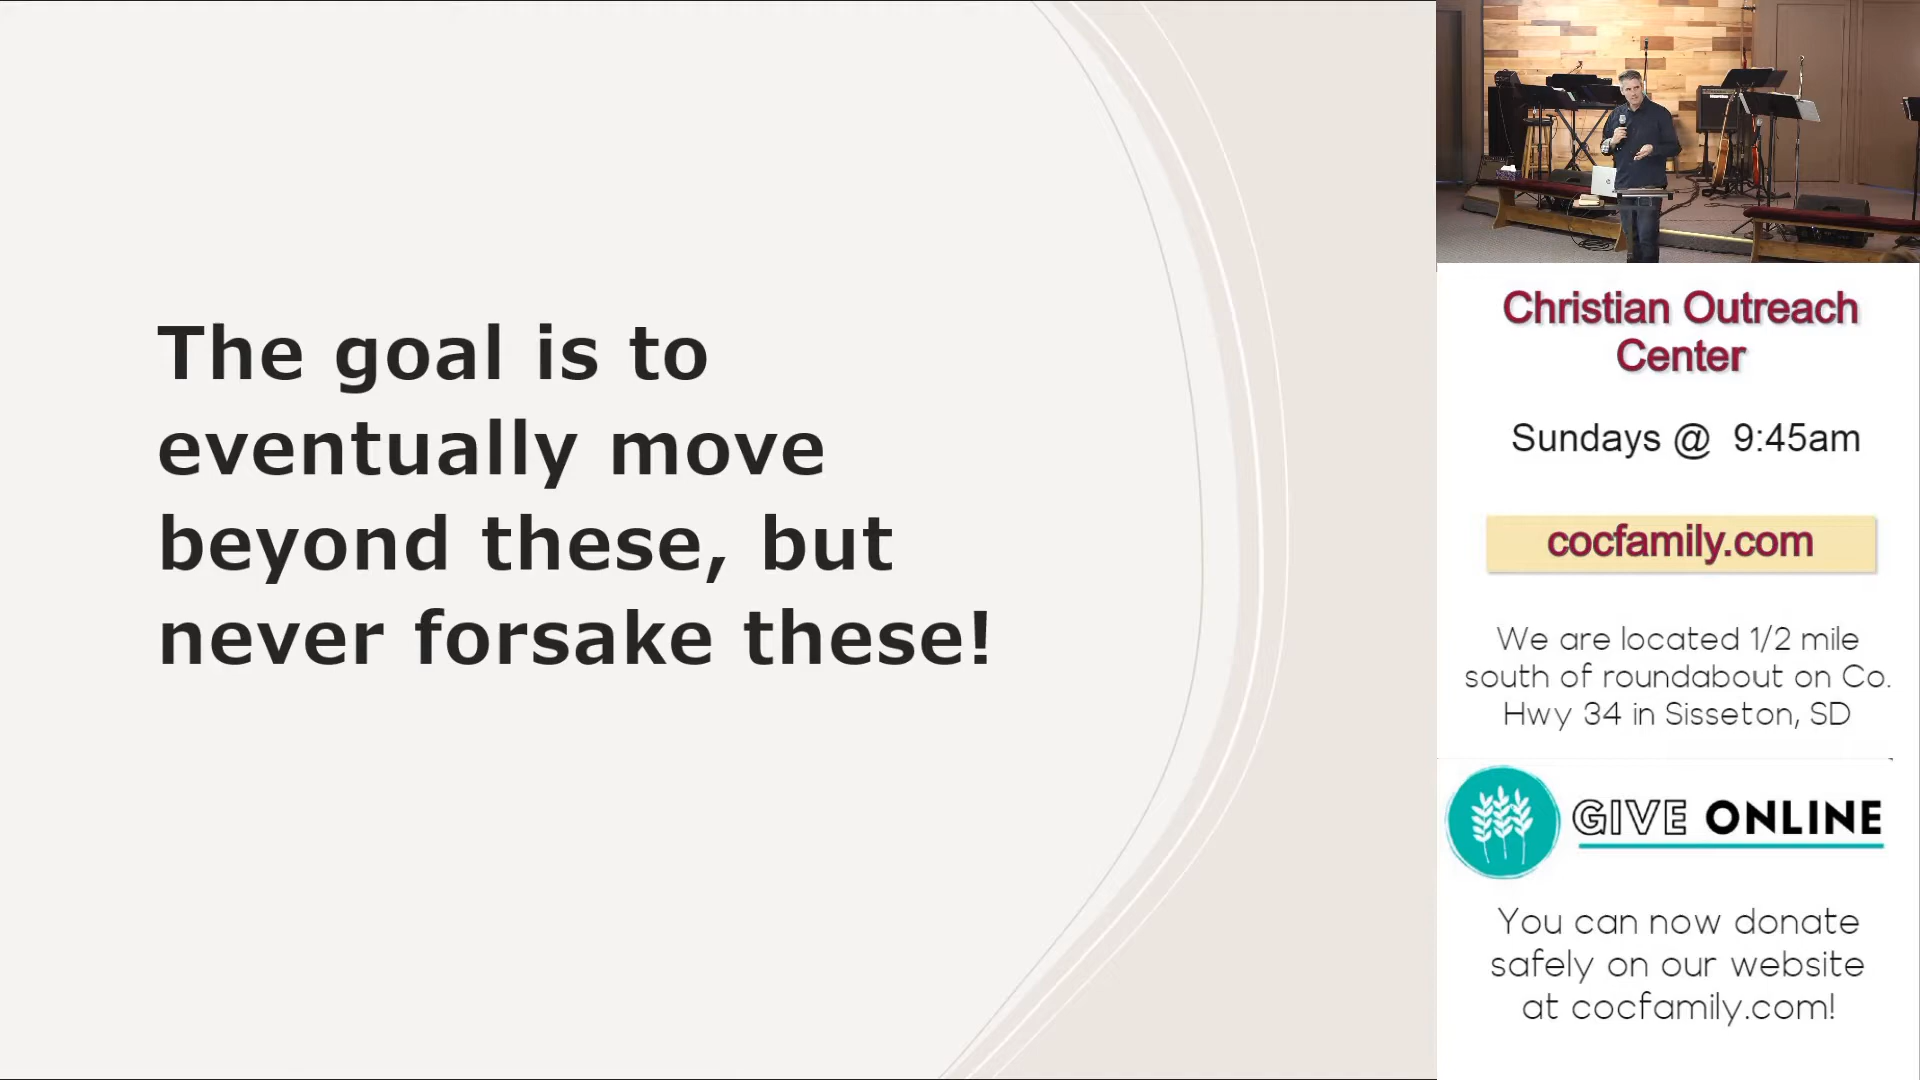 The goal is to
eventually move
beyond these, but
never forsake these!
Christian Outreach
Center
Sundays @ 9:45am
cocfamily.com
We are located 1/2 mile
south of roundabout on Co.
Hwy 34 in Sisseton, SD
GIVE ONLINE
You can now donate
safely on our website
at cocfamily.com!